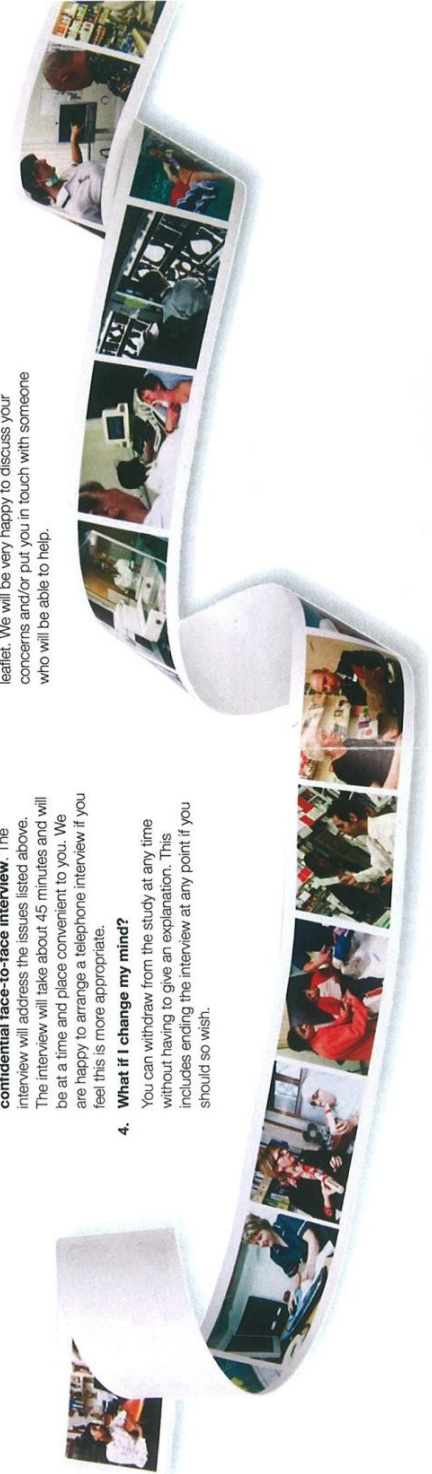 confidential face-to-face interview. The
interview will address the issues listed above.
The interview will take about 45 minutes and will
be at a time and place convenient to you. We
are happy to arrange a telephone interview if you
feel this is more appropriate.
4. What if I change my mind?
You can withdraw from the study at any time
without having to give an explanation. This
includes ending the interview at any point if you
should so wish.
leaflet. We will be very happy to discuss your
concerns and/or put you in touch with someone
who will be able to help.